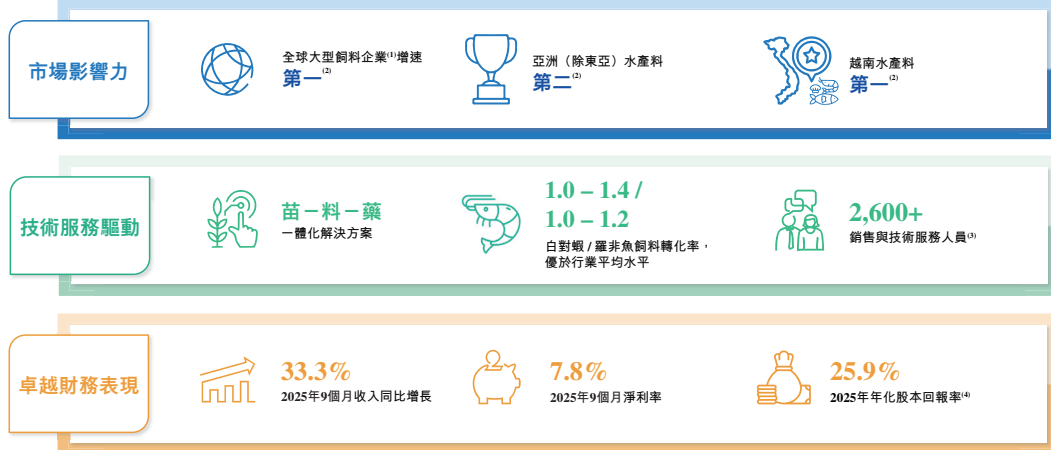 市場影響力
全球大型飼料企業⁽¹⁾增速
第一⁽²⁾
亞洲（除東亞）水產料
第二⁽²⁾
越南水產料
第一⁽²⁾
技術服務驅動
苗－料－藥
一體化解決方案
1.0 – 1.4 /
1.0 – 1.2
白對蝦 / 羅非魚飼料轉化率，
優於行業平均水平
2,600+
銷售與技術服務人員⁽³⁾
卓越財務表現
33.3%
2025年9個月收入同比增長
7.8%
2025年9個月淨利率
25.9%
2025年年化股本回報率⁽⁴⁾